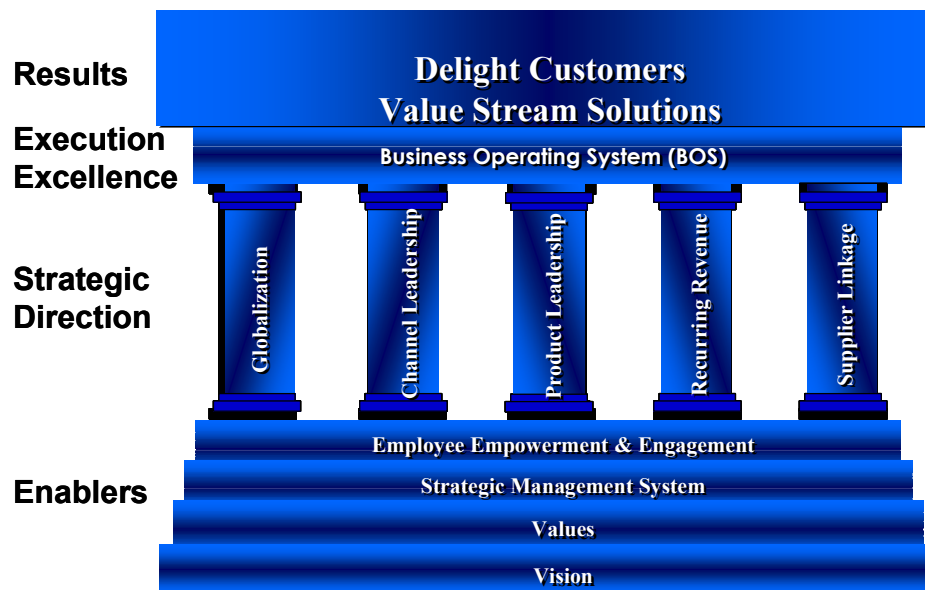 Results
Delight Customers
Value Stream Solutions
Execution
Excellence
Business Operating System (BOS)
Strategic
Direction
Globalization
Channel Leadership
Product Leadership
Recurring Revenue
Supplier Linkage
Enablers
Employee Empowerment & Engagement
Strategic Management System
Values
Vision